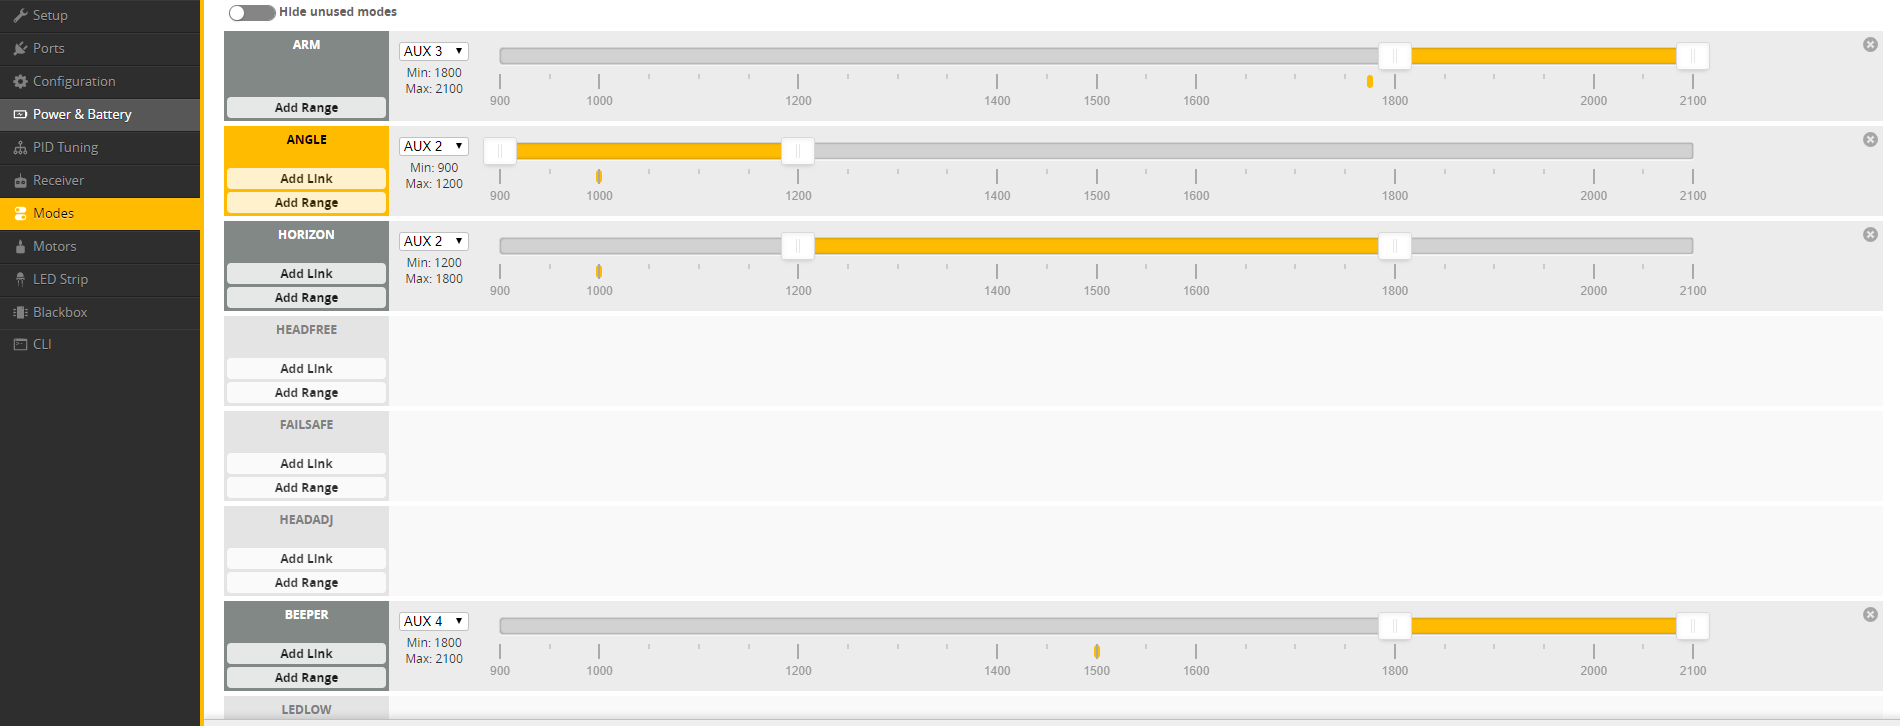 Setup
Ports
Configuration
Power & Battery
PID Tuning
Receiver
Modes
Motors
LED Strip
Blackbox
CLI
Hide unused modes
ARM
Add Range
AUX 3
Min: 1800
Max: 2100
900 1000 1200 1400 1500 1600 1800 2000 2100
ANGLE
Add Link
Add Range
AUX 2
Min: 900
Max: 1200
900 1000 1200 1400 1500 1600 1800 2000 2100
HORIZON
Add Link
Add Range
AUX 2
Min: 1200
Max: 1800
900 1000 1200 1400 1500 1600 1800 2000 2100
HEADFREE
Add Link
Add Range
FAILSAFE
Add Link
Add Range
HEADADJ
Add Link
Add Range
BEEPER
Add Link
Add Range
AUX 4
Min: 1800
Max: 2100
900 1000 1200 1400 1500 1600 1800 2000 2100
LEDLOW